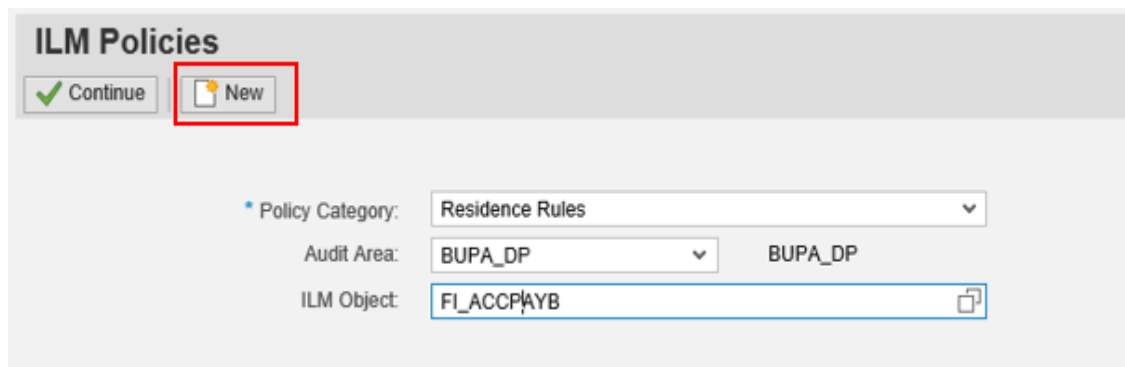 ILM Policies
Continue New
* Policy Category: Residence Rules
Audit Area: BUPA_DP BUPA_DP
ILM Object: FI_ACCPAYB